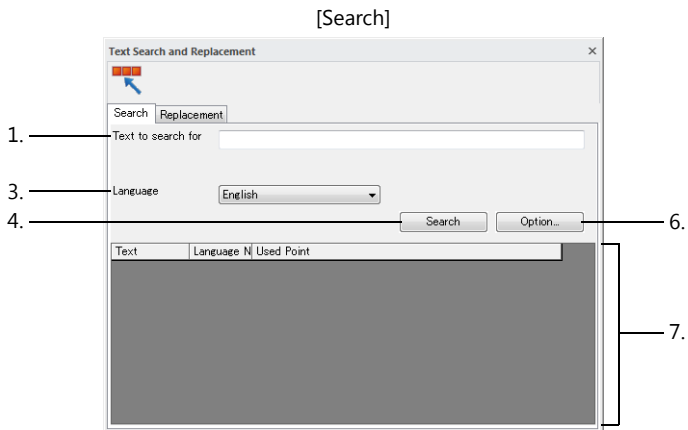 [Search]
Text Search and Replacement
Search Replacement
1. Text to search for
3. Language English
4. Search Option... 6.
Text Language N Used Point
7.